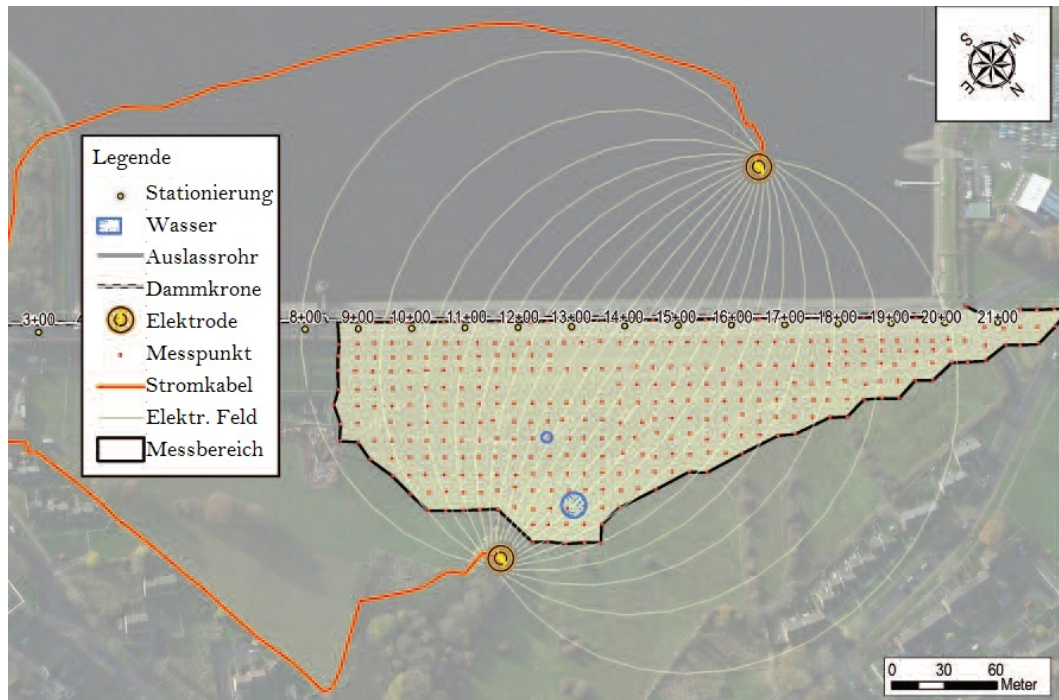 S W
E N
Legende
Stationierung
Wasser
Auslassrohr
Dammkrone
Elektrode
Messpunkt
Stromkabel
Elektr. Feld
Messbereich
3+00 8+00 9+00 10+00 11+00 12+00 13+00 14+00 15+00 16+00 17+00 18+00 19+00 20+00 21+00
0 30 60
Meter